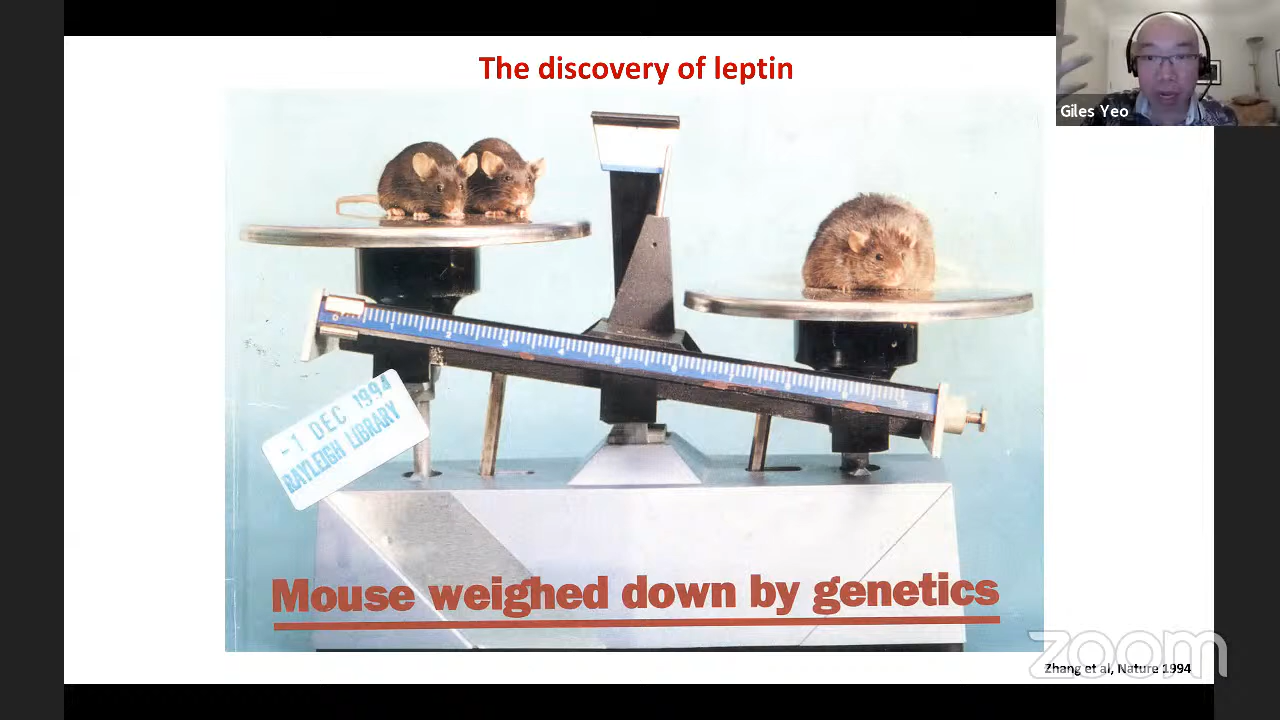 The discovery of leptin
Giles Yeo
-1 DEC 1994
RAYLEIGH LIBRARY
Mouse weighed down by genetics
zoom
Zhang et al, Nature 1994